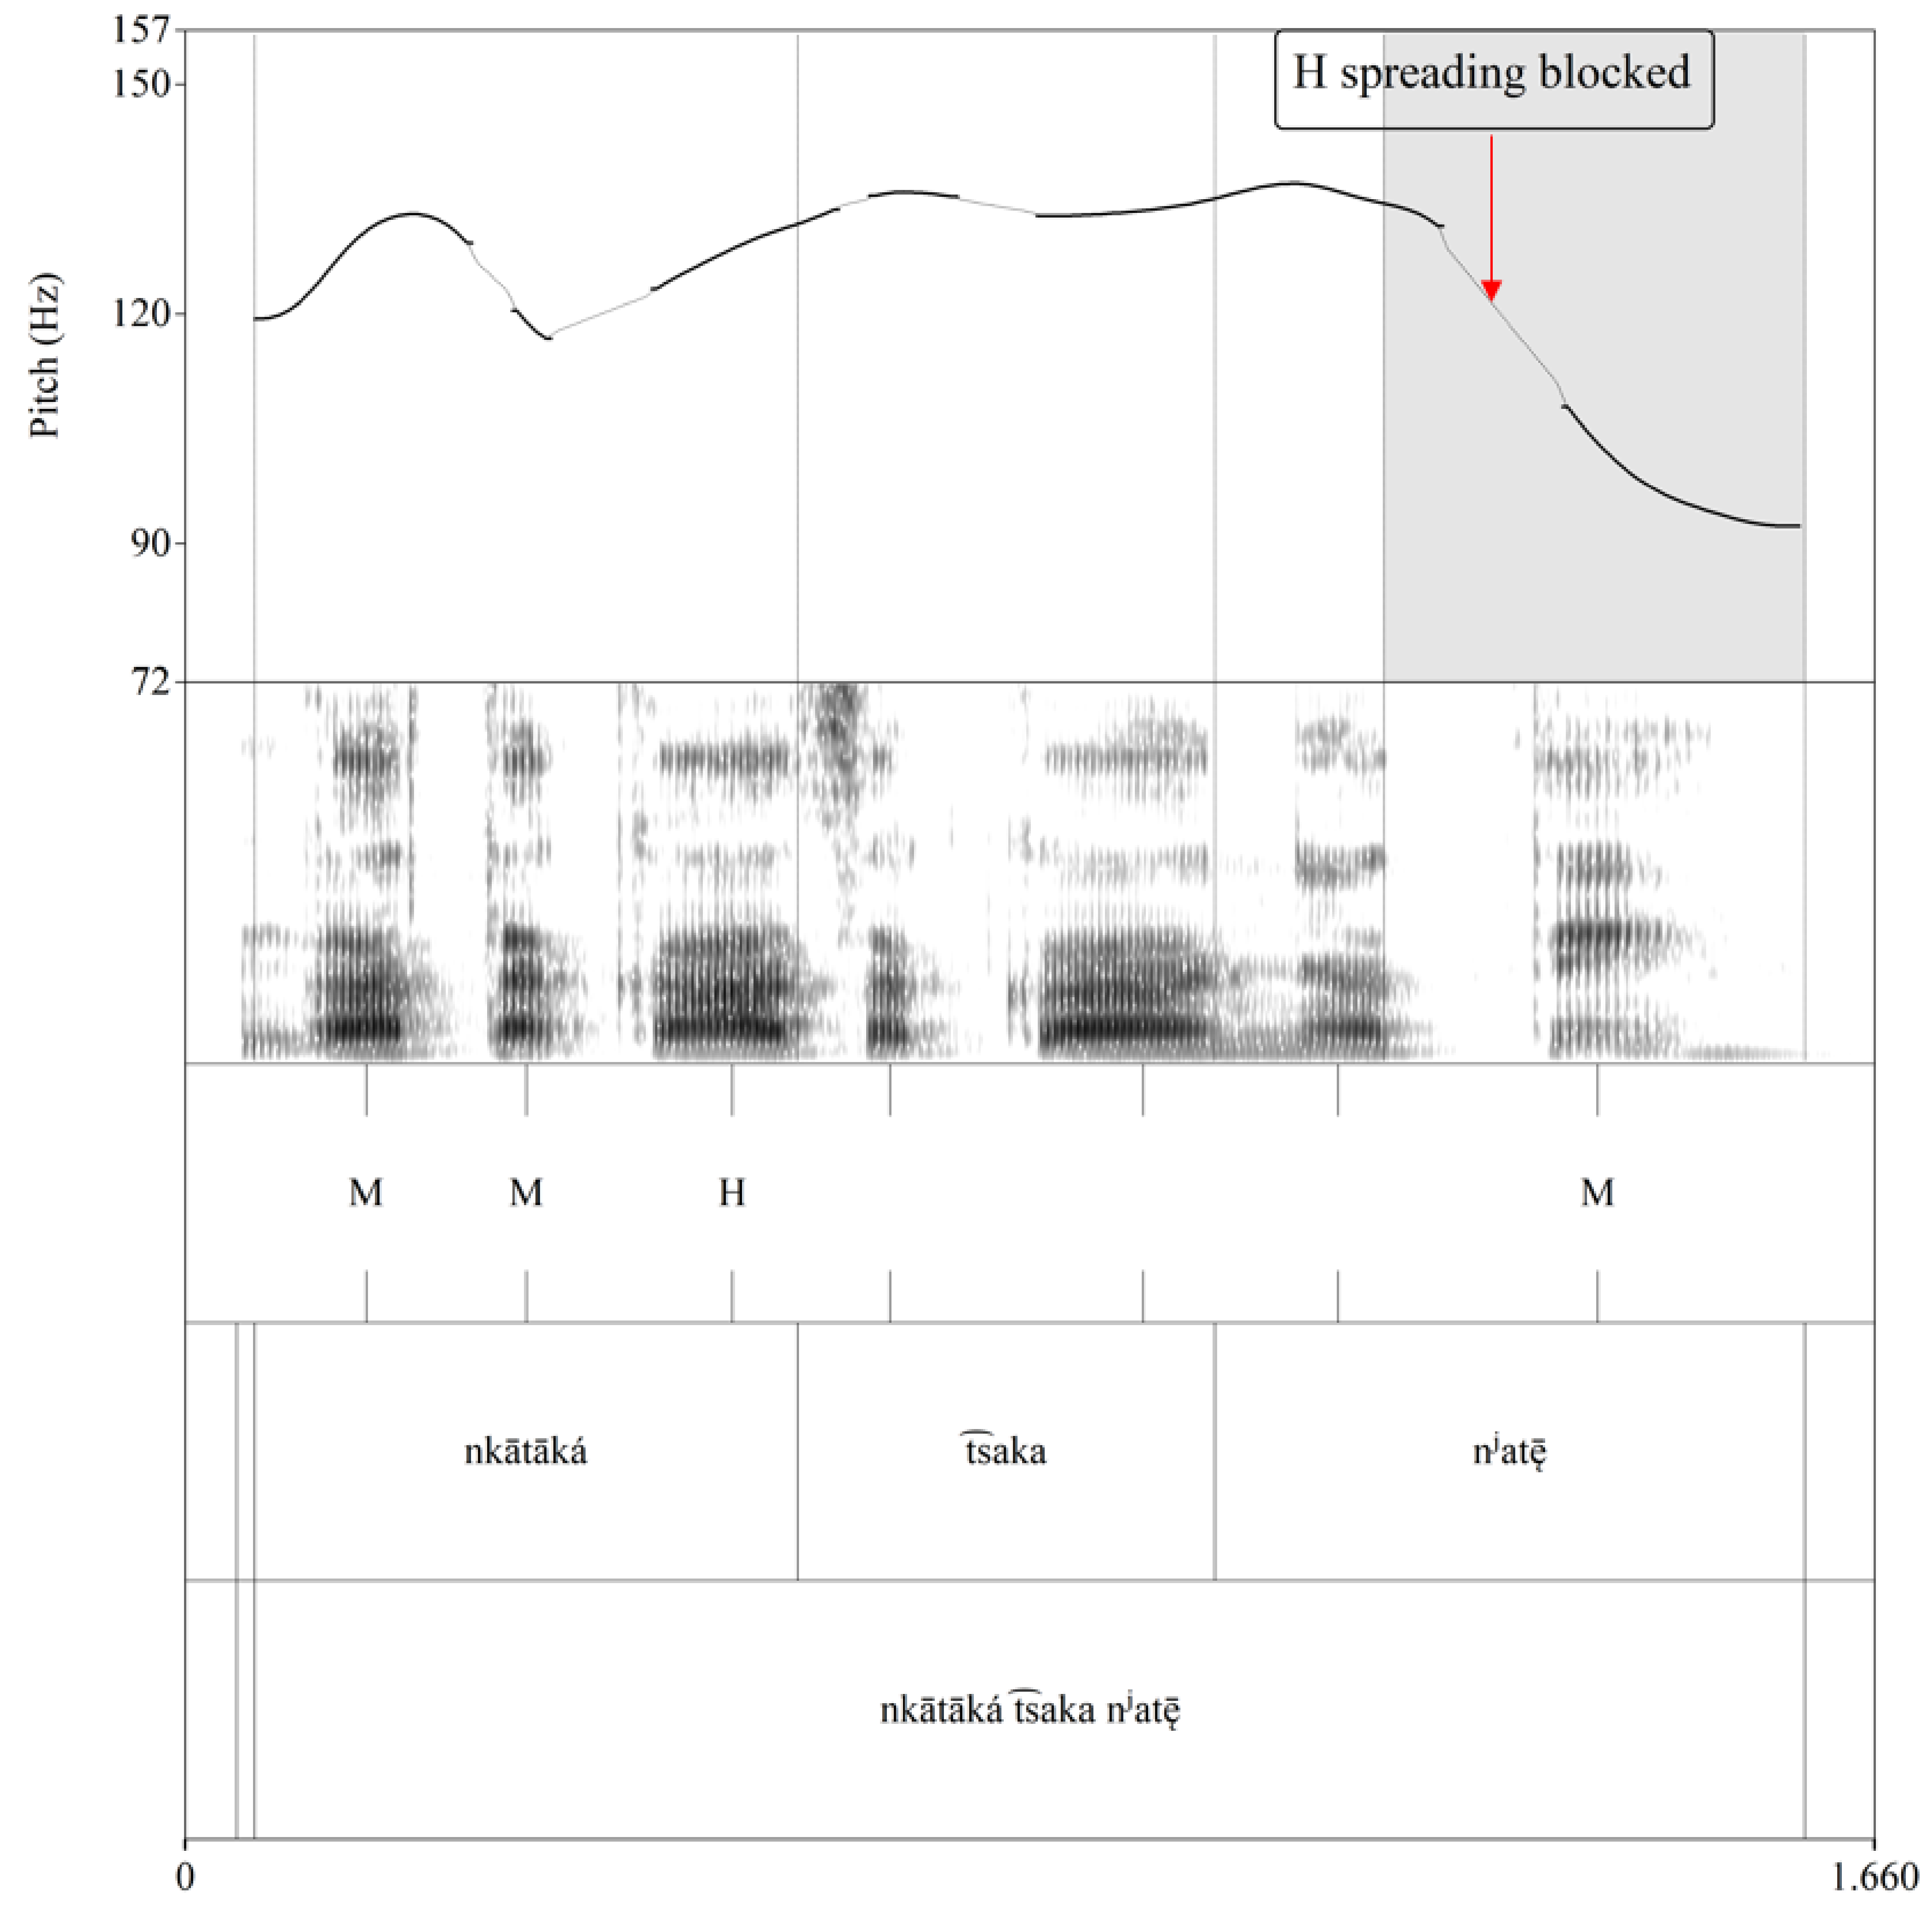 157
150
120
90
72
Pitch (Hz)
H spreading blocked
M M H M
nkātāká t͡saka nʲatę̄
nkātāká t͡saka nʲatę̄
0 1.660